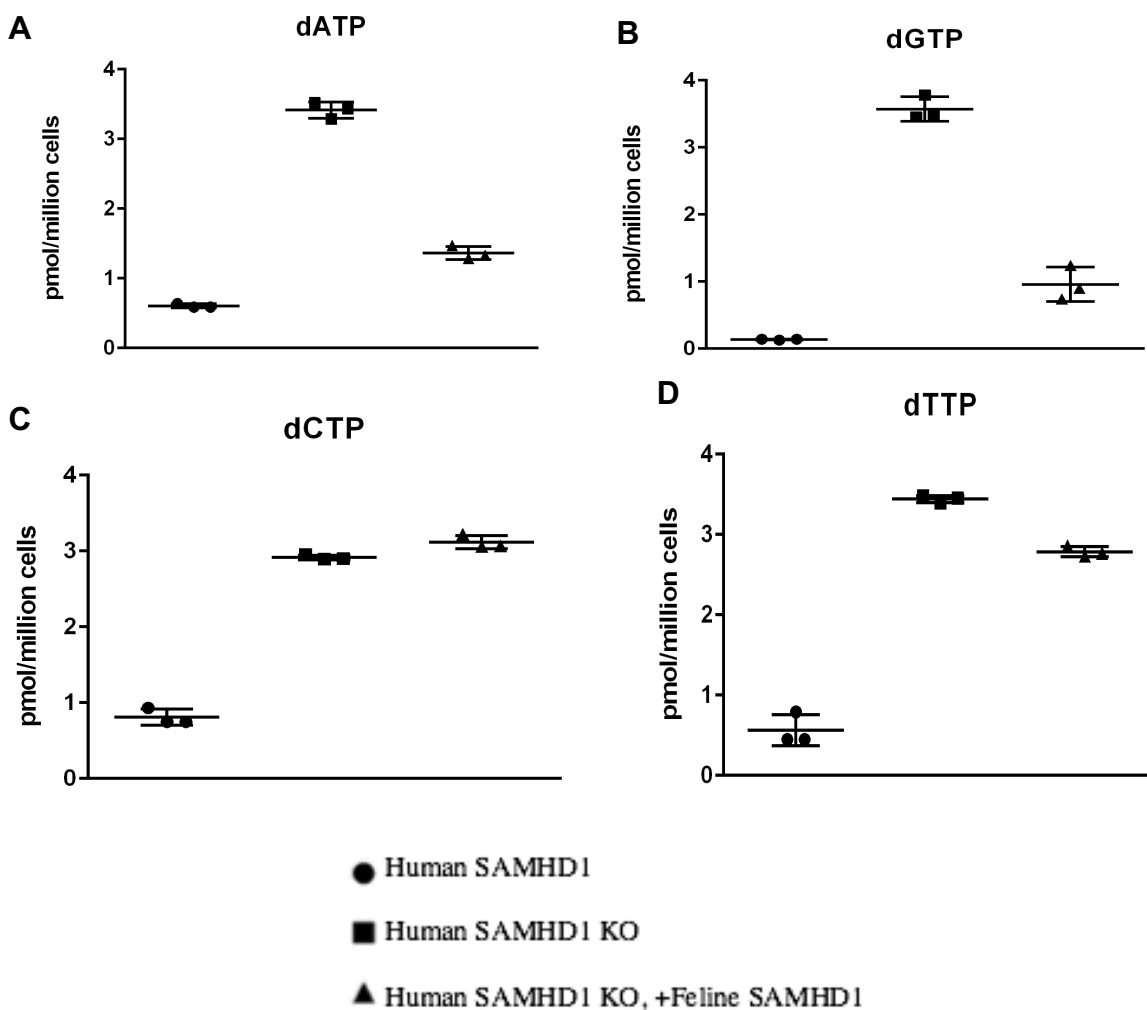 A
dATP
pmol/million cells
4
3
2
1
0
B
dGTP
pmol/million cells
4
3
2
1
0
C
dCTP
pmol/million cells
4
3
2
1
0
D
dTTP
pmol/million cells
4
3
2
1
0
Human SAMHD1
Human SAMHD1 KO
Human SAMHD1 KO, +Feline SAMHD1